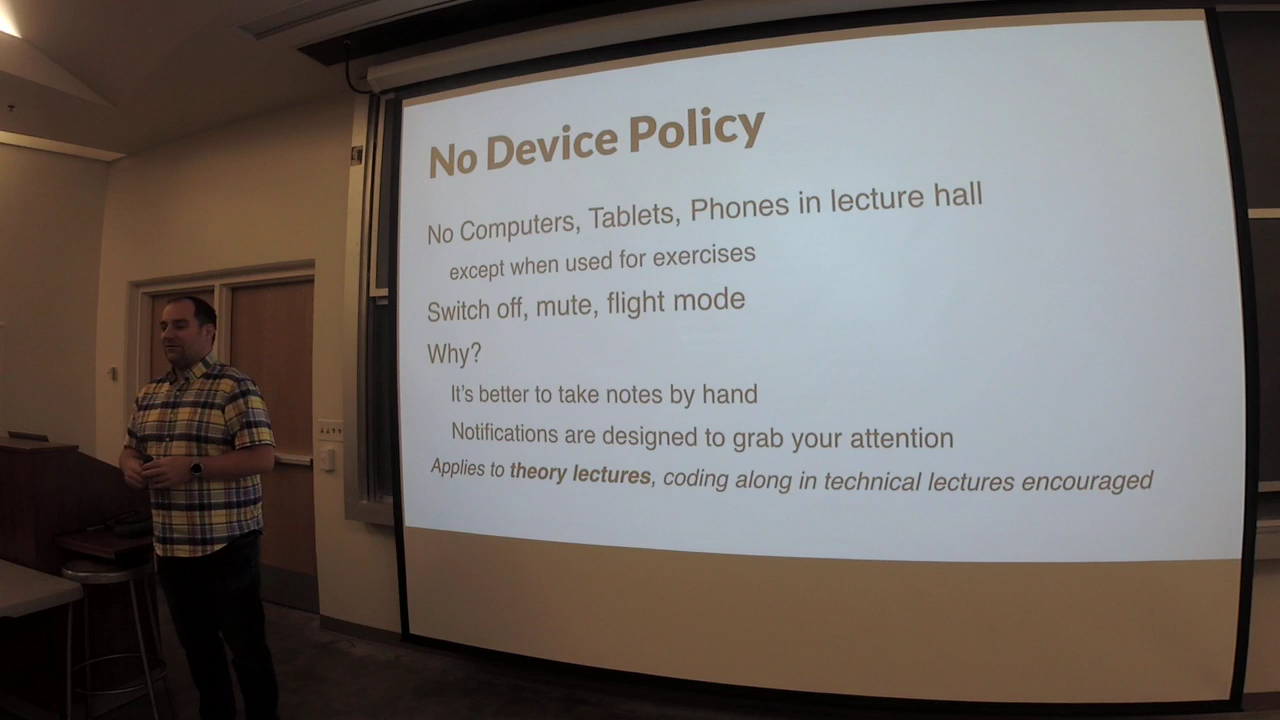 No Device Policy
No Computers, Tablets, Phones in lecture hall
except when used for exercises
Switch off, mute, flight mode
Why?
It's better to take notes by hand
Notifications are designed to grab your attention
Applies to theory lectures, coding along in technical lectures encouraged